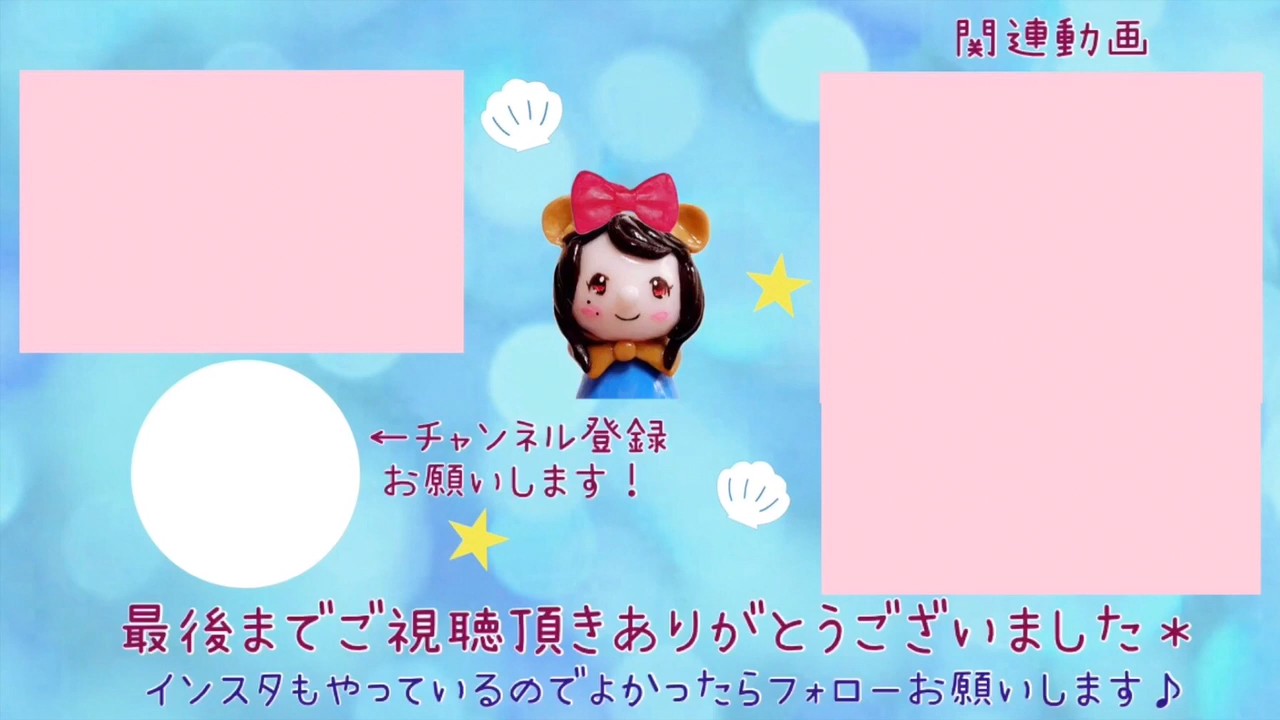 関連動画
←チャンネル登録
お願いします！
最後までご視聴頂きありがとうございました＊
インスタもやっているのでよかったらフォローお願いします♪